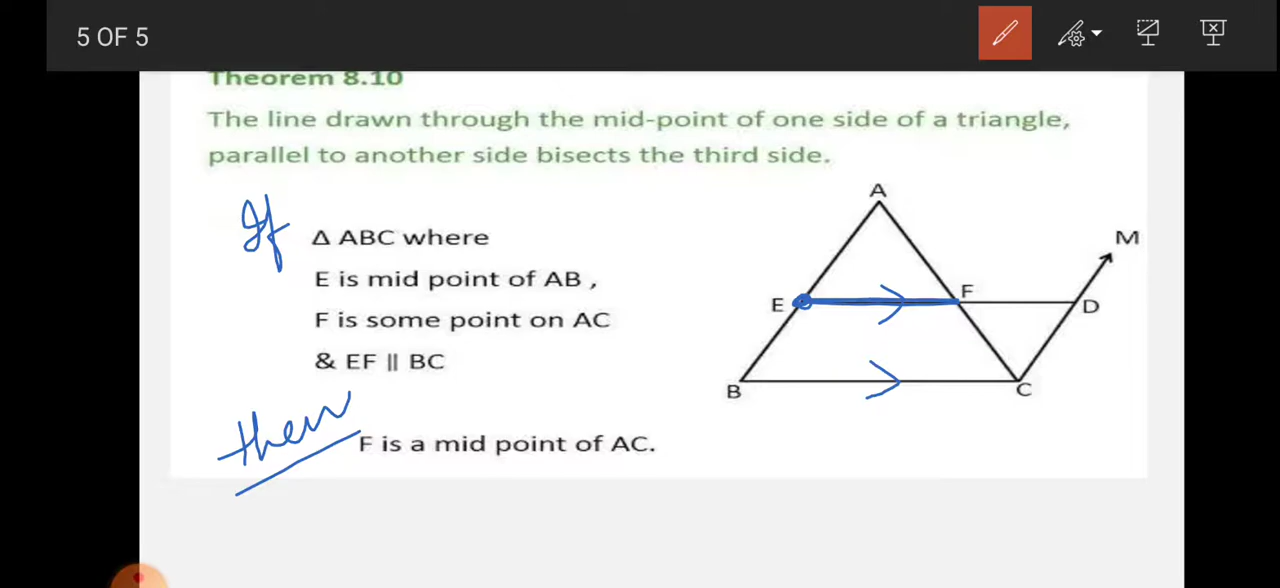 5 OF 5
Theorem 8.10
The line drawn through the mid-point of one side of a triangle,
parallel to another side bisects the third side.
If
Δ ABC where
E is mid point of AB ,
F is some point on AC
& EF || BC
then
F is a mid point of AC.
A
M
E
F
D
B
C